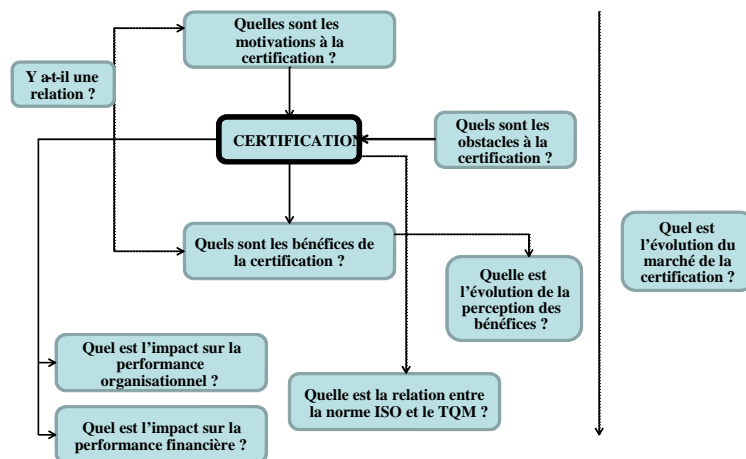 Quelles sont les
motivations à la
certification ?
Y a-t-il une
relation ?
CERTIFICATION
Quels sont les
obstacles à la
certification ?
Quels sont les bénéfices de
la certification ?
Quel est
l'évolution du
marché de la
certification ?
Quelle est
l'évolution de la
perception des
bénéfices ?
Quel est l'impact sur la
performance
organisationnel ?
Quelle est la relation entre
la norme ISO et le TQM ?
Quel est l'impact sur la
performance financière ?